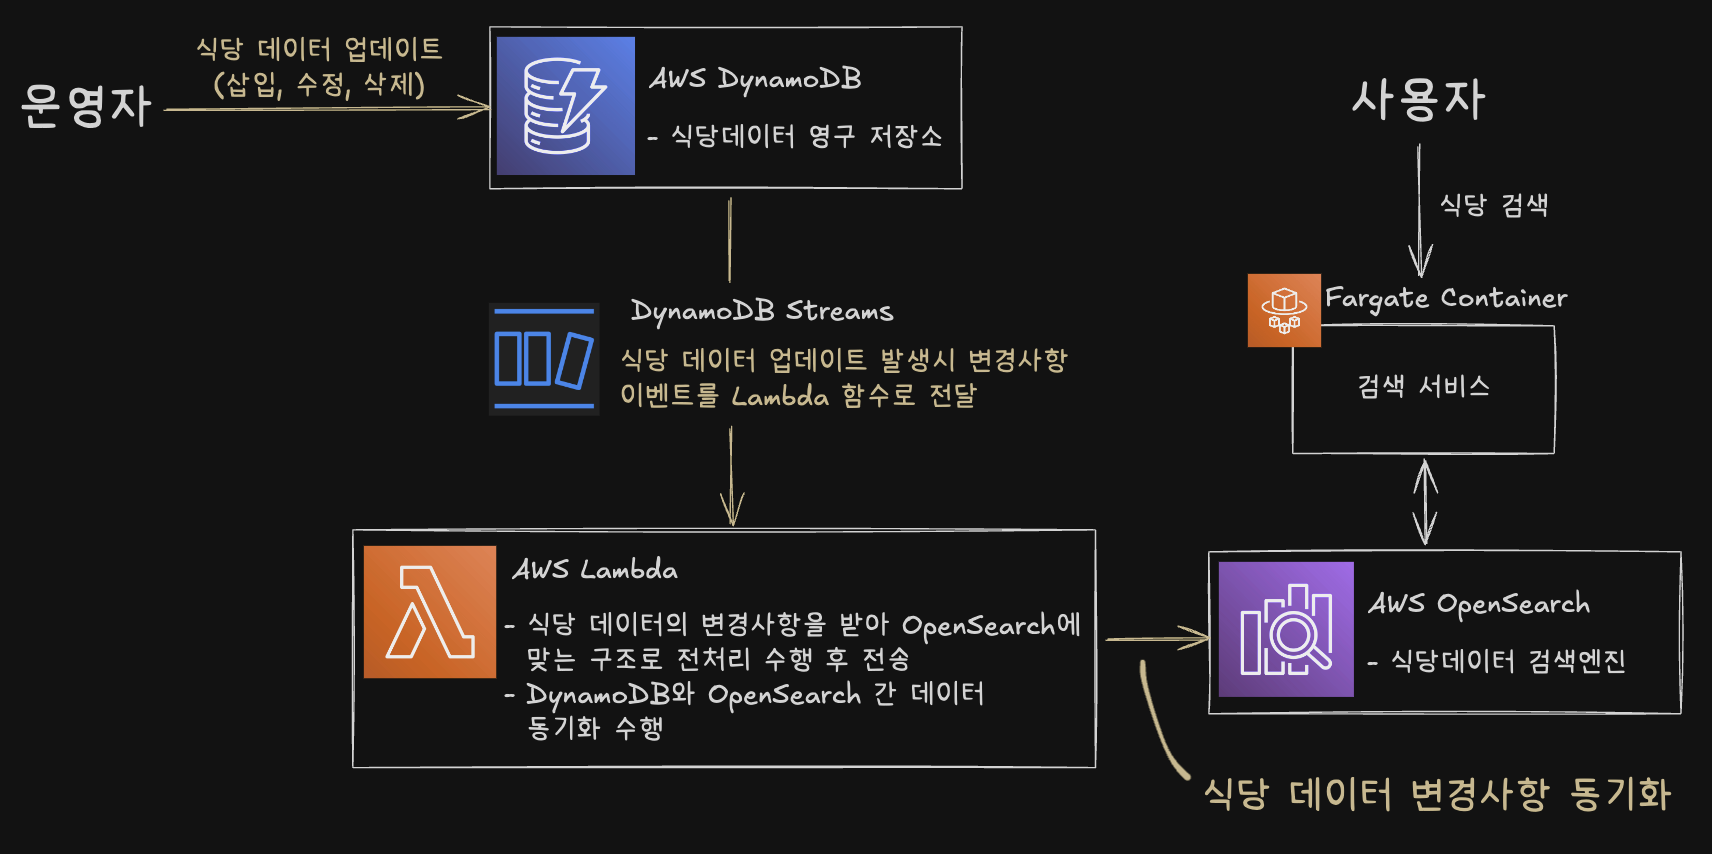 운영자
식당 데이터 업데이트
(삽입, 수정, 삭제)
AWS DynamoDB
- 식당데이터 영구 저장소
사용자
식당 검색
DynamoDB Streams
식당 데이터 업데이트 발생시 변경사항
이벤트를 Lambda 함수로 전달
Fargate Container
검색 서비스
AWS Lambda
- 식당 데이터의 변경사항을 받아 OpenSearch에
맞는 구조로 전처리 수행 후 전송
- DynamoDB와 OpenSearch 간 데이터
동기화 수행
AWS OpenSearch
- 식당데이터 검색엔진
식당 데이터 변경사항 동기화